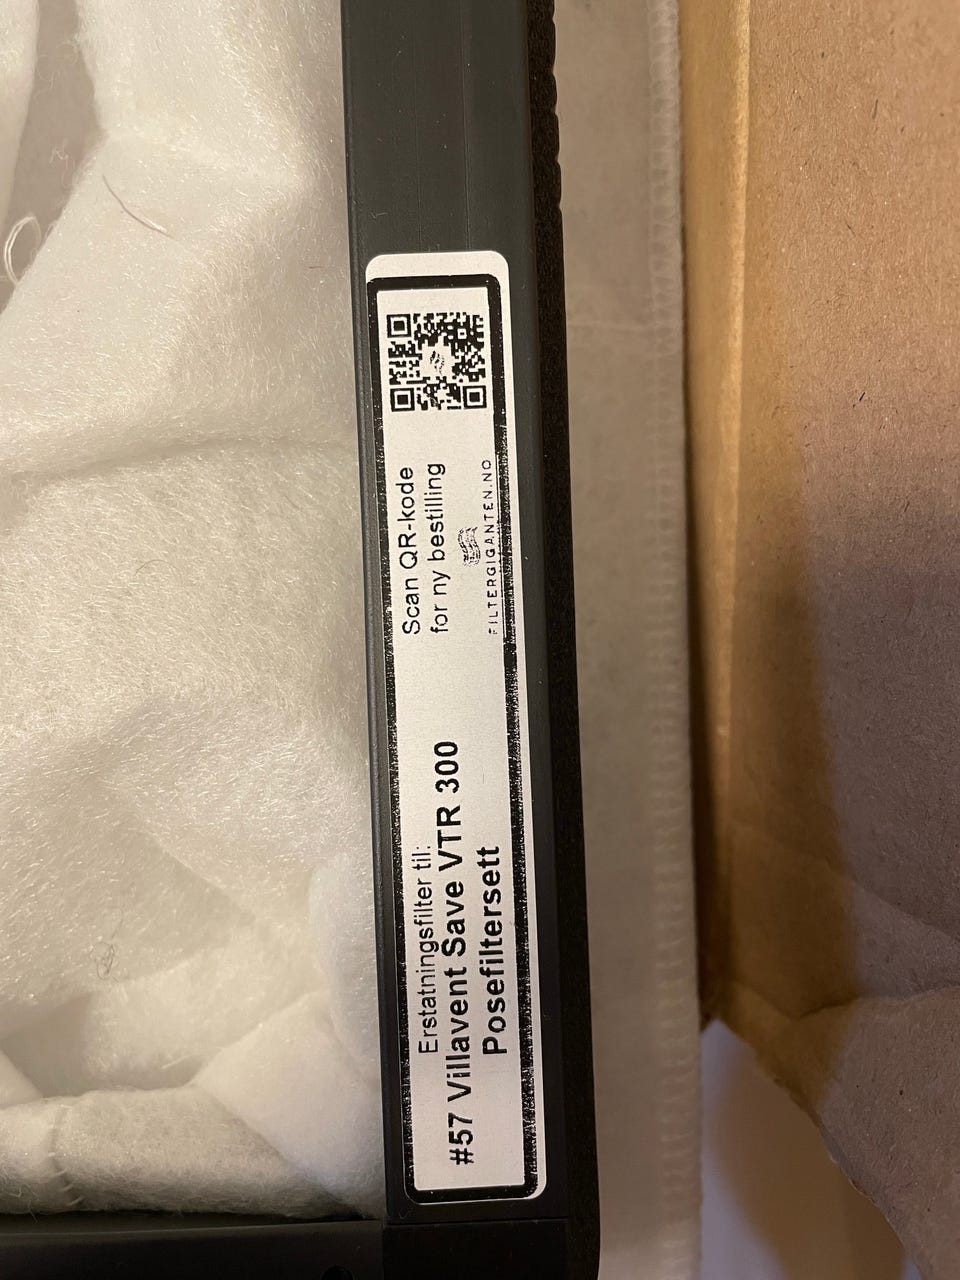 Erstatningsfilter til:
#57 Villavent Save VTR 300
Posefiltersett
Scan QR-kode
for ny bestilling
FILTERGIGANTEN.NO